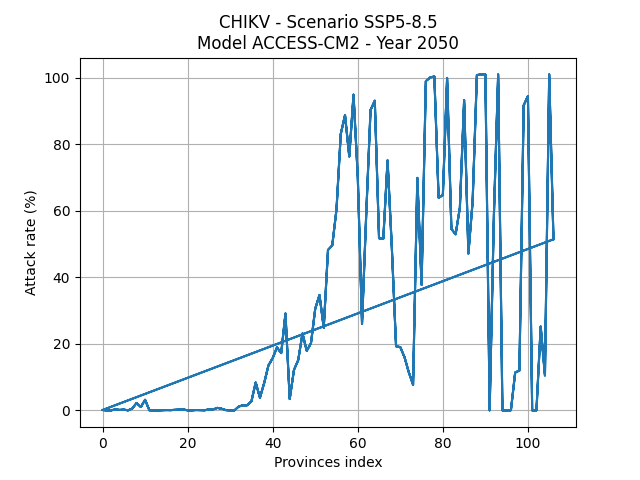 CHIKV - Scenario SSP5-8.5
Model ACCESS-CM2 - Year 2050
100
80
60
40
20
0
Attack rate (%)
0 20 40 60 80 100
Provinces index